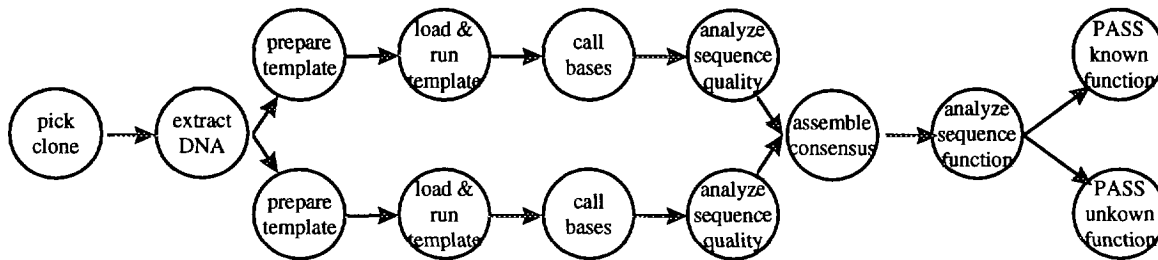 pick
clone
extract
DNA
prepare
template
load &
run
template
call
bases
analyze
sequence
quality
prepare
template
load &
run
template
call
bases
analyze
sequence
quality
assemble
consensus
analyze
sequence
function
PASS
known
function
PASS
unkown
function